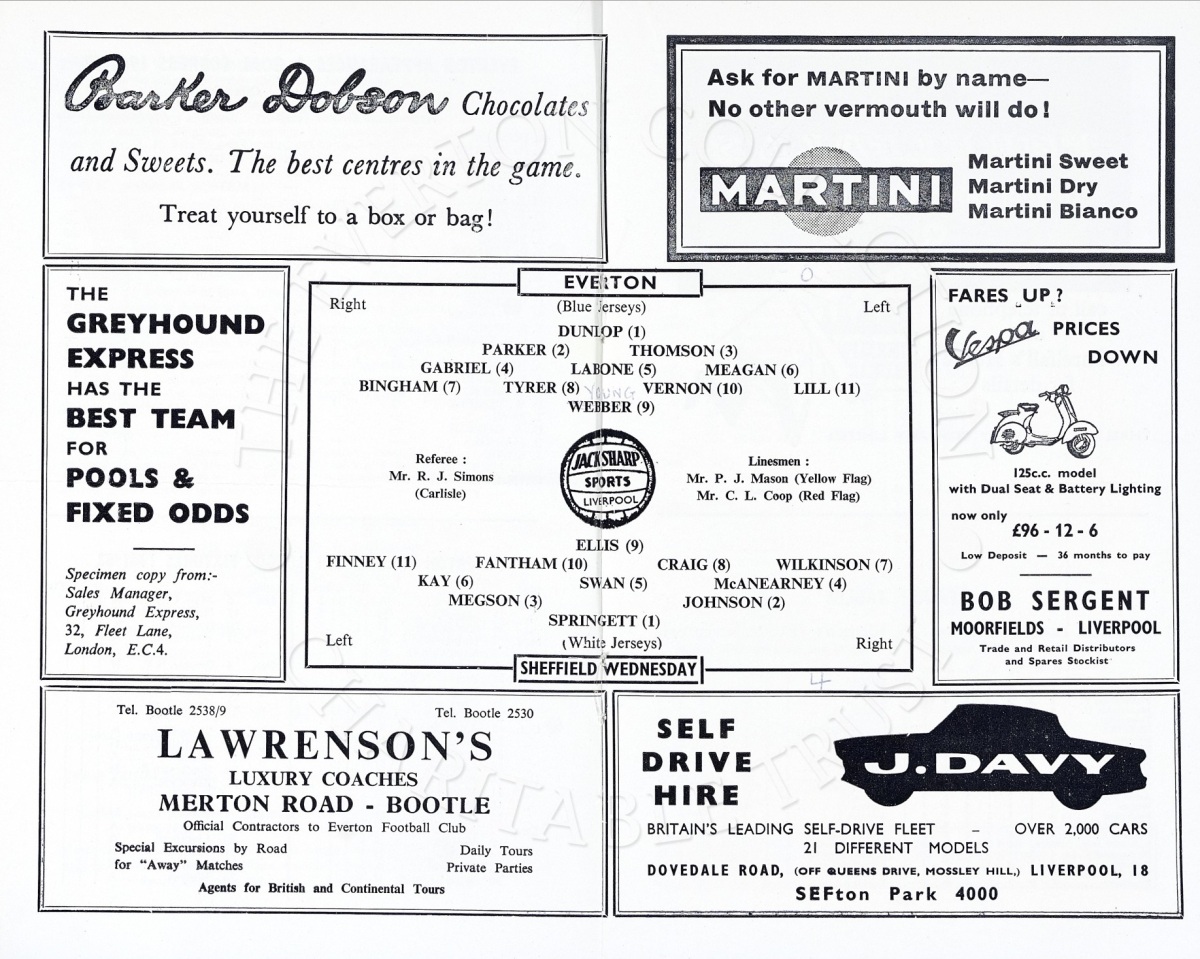 Barker Dobson Chocolates
and Sweets. The best centres in the game.
Treat yourself to a box or bag!
Ask for MARTINI by name—
No other vermouth will do!
MARTINI
Martini Sweet
Martini Dry
Martini Bianco
THE
GREYHOUND
EXPRESS
HAS THE
BEST TEAM
FOR
POOLS &
FIXED ODDS
Specimen copy from:-
Sales Manager,
Greyhound Express,
32, Fleet Lane,
London, E.C.4.
0
EVERTON
Right (Blue Jerseys) Left
DUNLOP (1)
PARKER (2) THOMSON (3)
GABRIEL (4) LABONE (5) MEAGAN (6)
BINGHAM (7) TYRER (8) VERNON (10) LILL (11)
YOUNG
WEBBER (9)
Referee :
Mr. R. J. Simons
(Carlisle)
JACK SHARP
SPORTS
LIVERPOOL
Linesmen :
Mr. P. J. Mason (Yellow Flag)
Mr. C. L. Coop (Red Flag)
ELLIS (9)
FINNEY (11) FANTHAM (10) CRAIG (8) WILKINSON (7)
KAY (6) SWAN (5) McANEARNEY (4)
MEGSON (3) JOHNSON (2)
SPRINGETT (1)
Left (White Jerseys) Right
SHEFFIELD WEDNESDAY
4
FARES UP?
Vespa PRICES
DOWN
125c.c. model
with Dual Seat & Battery Lighting
now only
£96 - 12 - 6
Low Deposit — 36 months to pay
BOB SERGENT
MOORFIELDS - LIVERPOOL
Trade and Retail Distributors
and Spares Stockist
Tel. Bootle 2538/9 Tel. Bootle 2530
LAWRENSON'S
LUXURY COACHES
MERTON ROAD - BOOTLE
Official Contractors to Everton Football Club
Special Excursions by Road
for "Away" Matches
Daily Tours
Private Parties
Agents for British and Continental Tours
SELF
DRIVE
HIRE
J. DAVY
BRITAIN'S LEADING SELF-DRIVE FLEET – OVER 2,000 CARS
21 DIFFERENT MODELS
DOVEDALE ROAD, (OFF QUEENS DRIVE, MOSSLEY HILL,) LIVERPOOL, 18
SEFton Park 4000
THE EVERTON COLLECTION
CHARITABLE TRUST